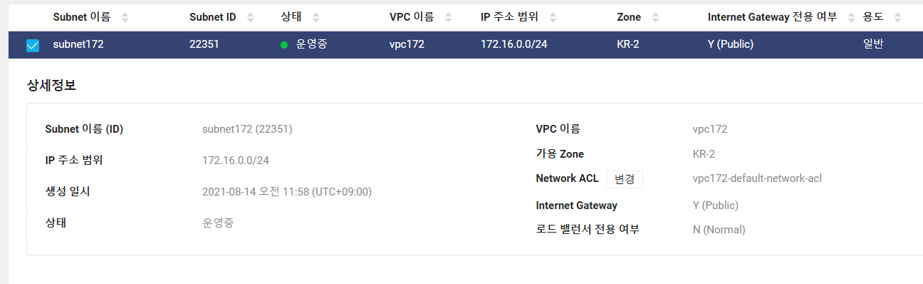 Subnet 이름 Subnet ID 상태 VPC 이름 IP 주소 범위 Zone Internet Gateway 전용 여부 용도
subnet172 22351 운영중 vpc172 172.16.0.0/24 KR-2 Y (Public) 일반
상세정보
Subnet 이름 (ID) subnet172 (22351)
IP 주소 범위 172.16.0.0/24
생성 일시 2021-08-14 오전 11:58 (UTC+09:00)
상태 운영중
VPC 이름 vpc172
가용 Zone KR-2
Network ACL 변경 vpc172-default-network-acl
Internet Gateway Y (Public)
로드 밸런서 전용 여부 N (Normal)